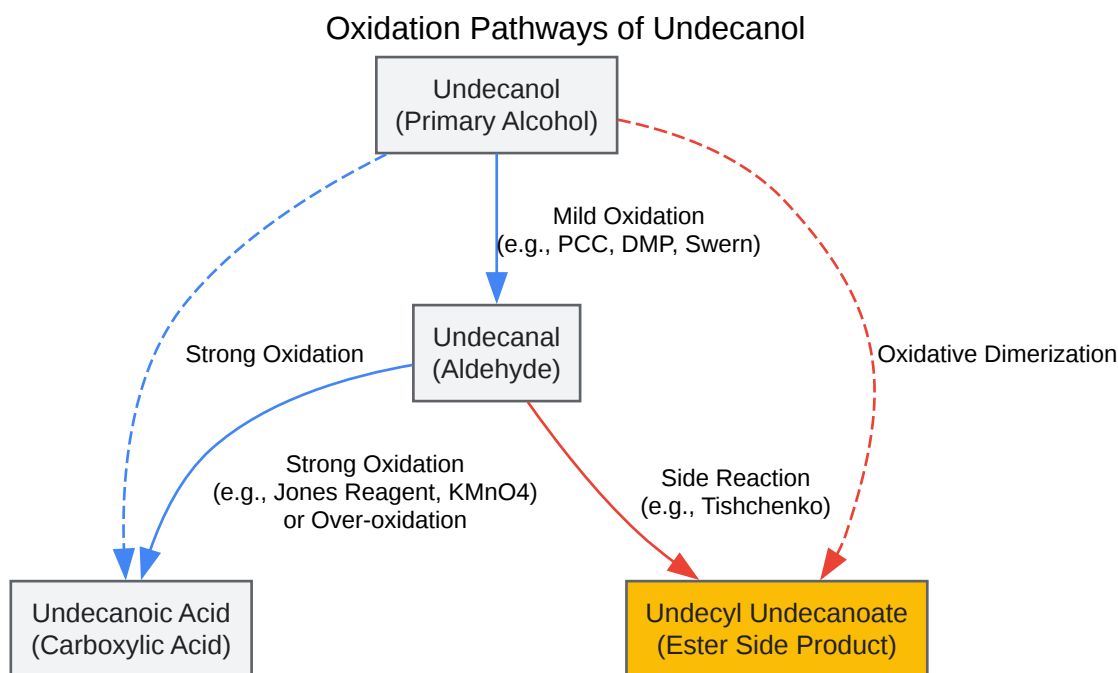 Oxidation Pathways of Undecanol
Undecanol
(Primary Alcohol)
Mild Oxidation
(e.g., PCC, DMP, Swern)
Undecanal
(Aldehyde)
Strong Oxidation
Oxidative Dimerization
Strong Oxidation
(e.g., Jones Reagent, KMnO4)
or Over-oxidation
Side Reaction
(e.g., Tishchenko)
Undecanoic Acid
(Carboxylic Acid)
Undecyl Undecanoate
(Ester Side Product)